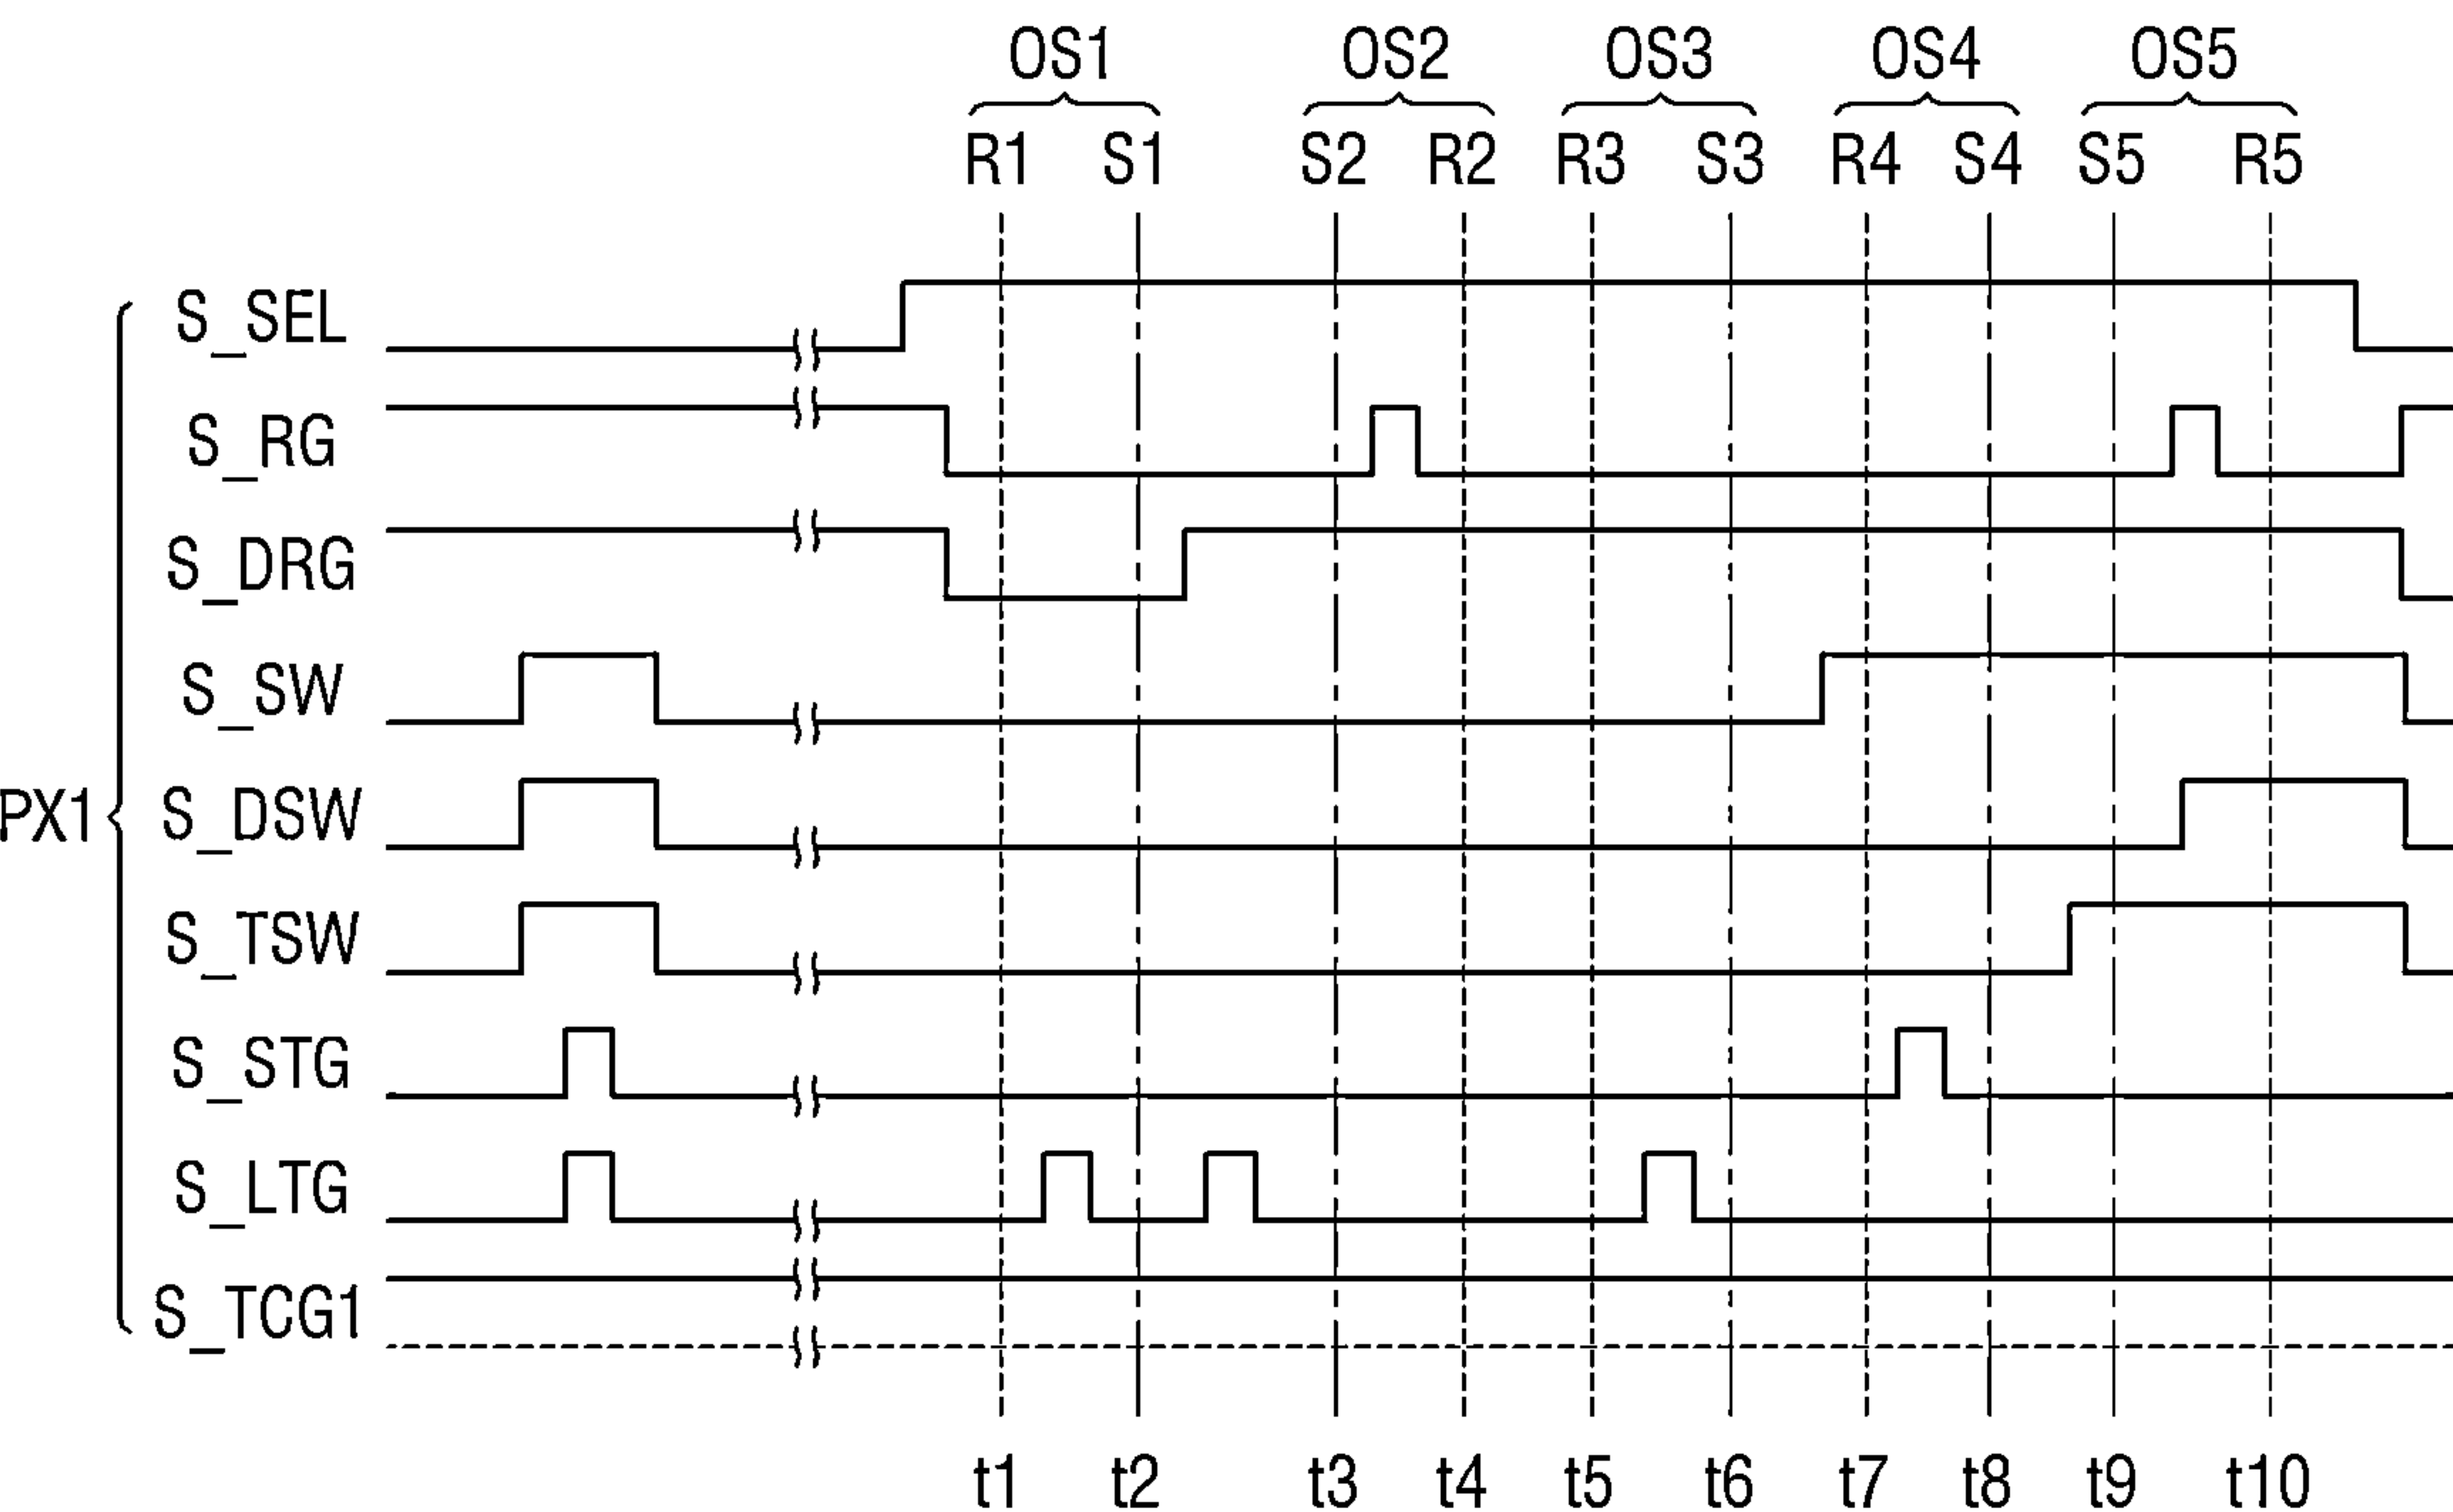 OS1 OS2 OS3 OS4 OS5
R1 S1 S2 R2 R3 S3 R4 S4 S5 R5
S_SEL
S_RG
S_DRG
S_SW
PX1 S_DSW
S_TSW
S_STG
S_LTG
S_TCG1
t1 t2 t3 t4 t5 t6 t7 t8 t9 t10